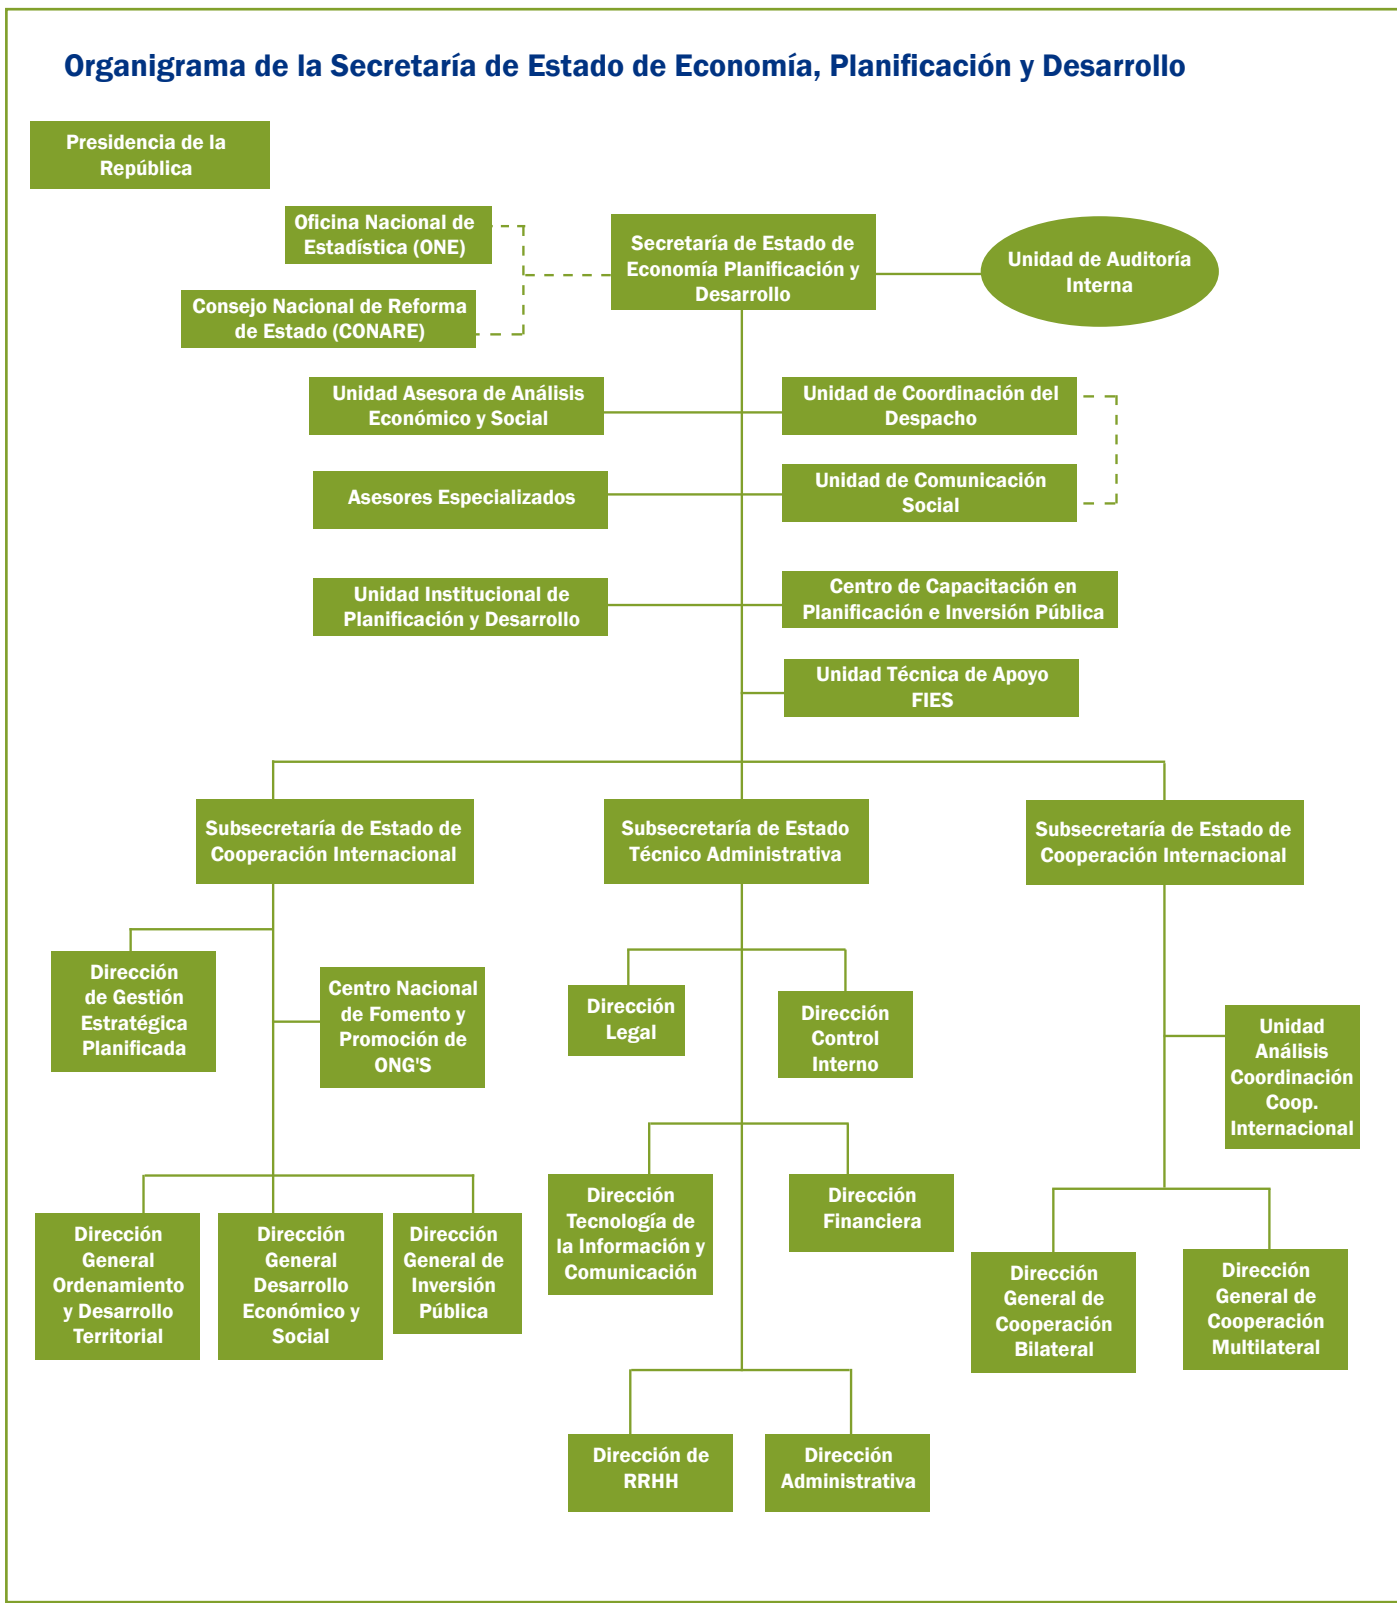 Organigrama de la Secretaría de Estado de Economía, Planificación y Desarrollo
Presidencia de la
República
Oficina Nacional de
Estadística (ONE)
Secretaría de Estado de
Economía Planificación y
Desarrollo
Unidad de Auditoría
Interna
Consejo Nacional de Reforma
de Estado (CONARE)
Unidad Asesora de Análisis
Económico y Social
Unidad de Coordinación del
Despacho
Asesores Especializados
Unidad de Comunicación
Social
Unidad Institucional de
Planificación y Desarrollo
Centro de Capacitación en
Planificación e Inversión Pública
Unidad Técnica de Apoyo
FIES
Subsecretaría de Estado de
Cooperación Internacional
Subsecretaría de Estado
Técnico Administrativa
Subsecretaría de Estado de
Cooperación Internacional
Dirección
de Gestión
Estratégica
Planificada
Centro Nacional
de Fomento y
Promoción de
ONG'S
Dirección
Legal
Dirección
Control
Interno
Unidad
Análisis
Coordinación
Coop.
Internacional
Dirección
Tecnología de
la Información y
Comunicación
Dirección
Financiera
Dirección
General
Ordenamiento
y Desarrollo
Territorial
Dirección
General
Desarrollo
Económico y
Social
Dirección
General de
Inversión
Pública
Dirección
General de
Cooperación
Bilateral
Dirección
General de
Cooperación
Multilateral
Dirección de
RRHH
Dirección
Administrativa